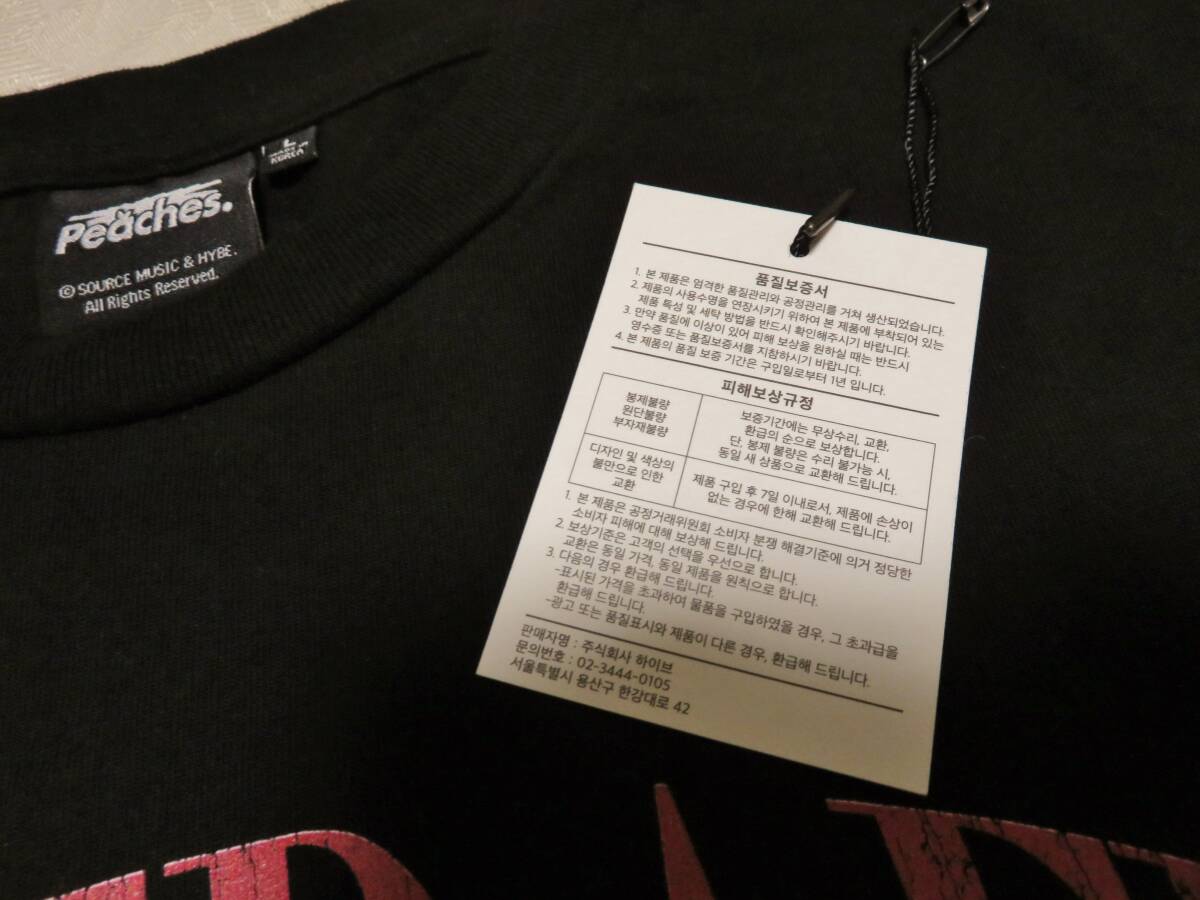 L
MADE IN
KOREA
Peaches.
© SOURCE MUSIC & HYBE.
All Rights Reserved.
품질보증서
1. 본 제품은 엄격한 품질관리와 공정관리를 거쳐 생산되었습니다.
2. 제품의 사용수명을 연장시키기 위하여 본 제품에 부착되어 있는
제품 특성 및 세탁 방법을 반드시 확인해주시기 바랍니다.
3. 만약 품질에 이상이 있어 피해 보상을 원하실 때는 반드시
영수증 또는 품질보증서를 지참하시기 바랍니다.
4. 본 제품의 품질 보증 기간은 구입일로부터 1년 입니다.
피해보상규정
봉제불량
원단불량
부자재불량
보증기간에는 무상수리, 교환,
환급의 순으로 보상합니다.
단, 봉제 불량은 수리 불가능 시,
동일 새 상품으로 교환해 드립니다.
디자인 및 색상의
불만으로 인한
교환
제품 구입 후 7일 이내로서, 제품에 손상이
없는 경우에 한해 교환해 드립니다.
1. 본 제품은 공정거래위원회 소비자 분쟁 해결기준에 의거 정당한
소비자 피해에 대해 보상해 드립니다.
2. 보상기준은 고객의 선택을 우선으로 합니다.
교환은 동일 가격, 동일 제품을 원칙으로 합니다.
3. 다음의 경우 환급해 드립니다.
-표시된 가격을 초과하여 물품을 구입하였을 경우, 그 초과금을
환급해 드립니다.
-광고 또는 품질표시와 제품이 다른 경우, 환급해 드립니다.
판매자명 : 주식회사 하이브
문의번호 : 02-3444-0105
서울특별시 용산구 한강대로 42